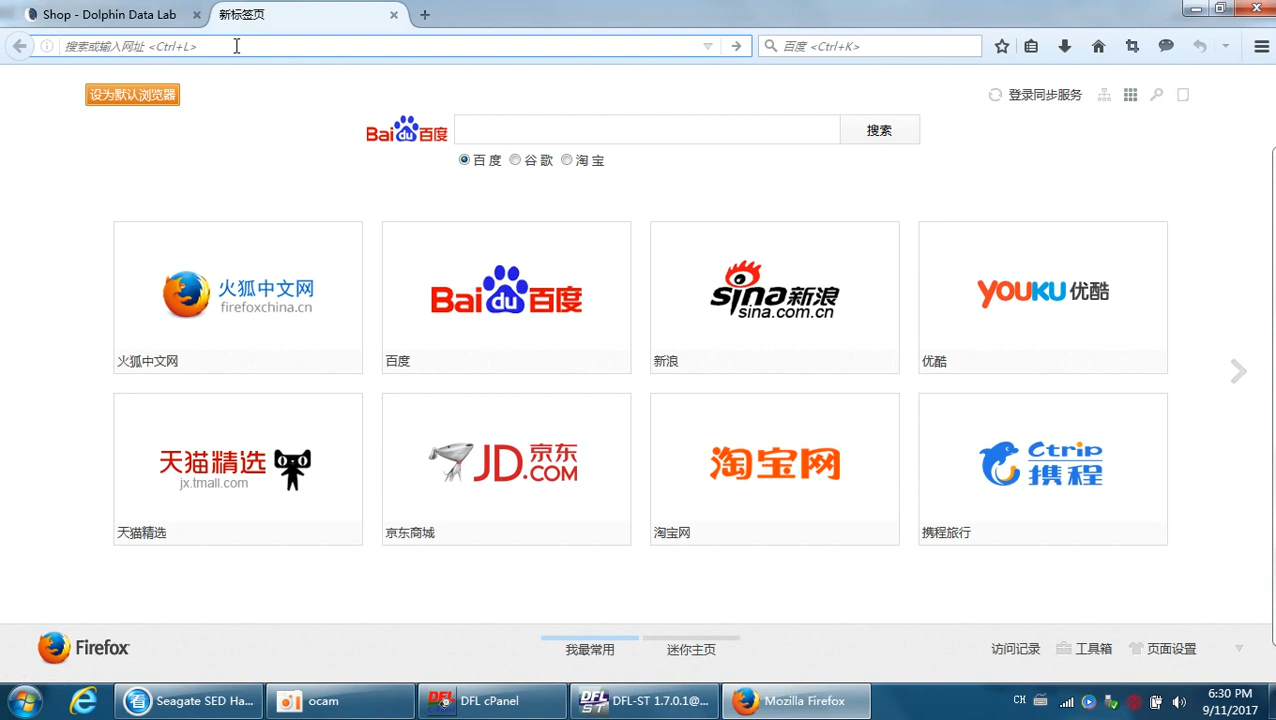 Shop - Dolphin Data Lab
新标签页
搜索或输入网址 <Ctrl+L>
百度 <Ctrl+K>
设为默认浏览器
登录同步服务
Baidu百度
搜索
百度 谷歌 淘宝
火狐中文网
firefoxchina.cn
Baidu百度
sina新浪
sina.com.cn
YOUKU优酷
火狐中文网
百度
新浪
优酷
天猫精选
jx.tmall.com
JD.京东
.COM
淘宝网
Ctrip
携程
天猫精选
京东商城
淘宝网
携程旅行
Firefox
我最常用
迷你主页
访问记录
工具箱
页面设置
看
Seagate SED Ha...
ocam
DFL
DFL cPanel
DFL
ST
DFL-ST 1.7.0.1@...
Mozilla Firefox
CH
6:30 PM
9/11/2017